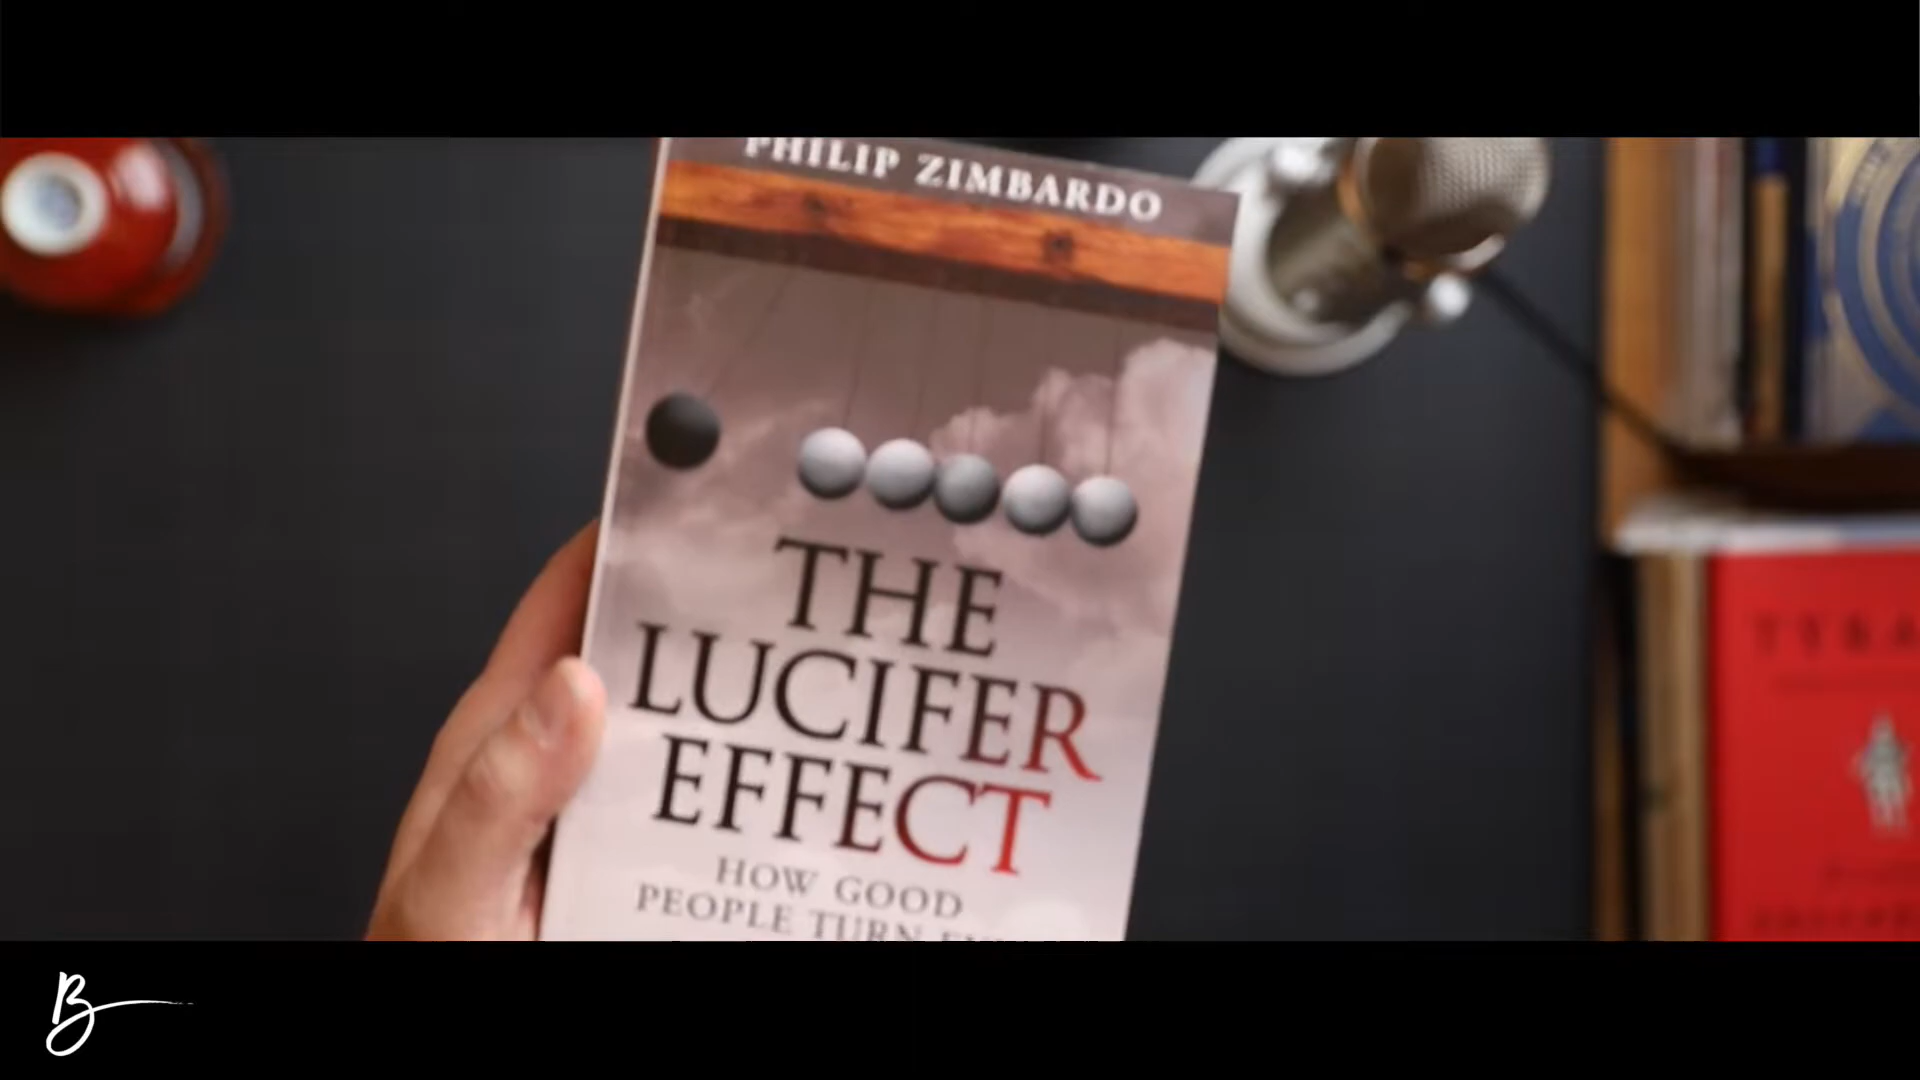 PHILIP ZIMBARDO
THE
LUCIFER
EFFECT
HOW GOOD
PEOPLE TURN
B